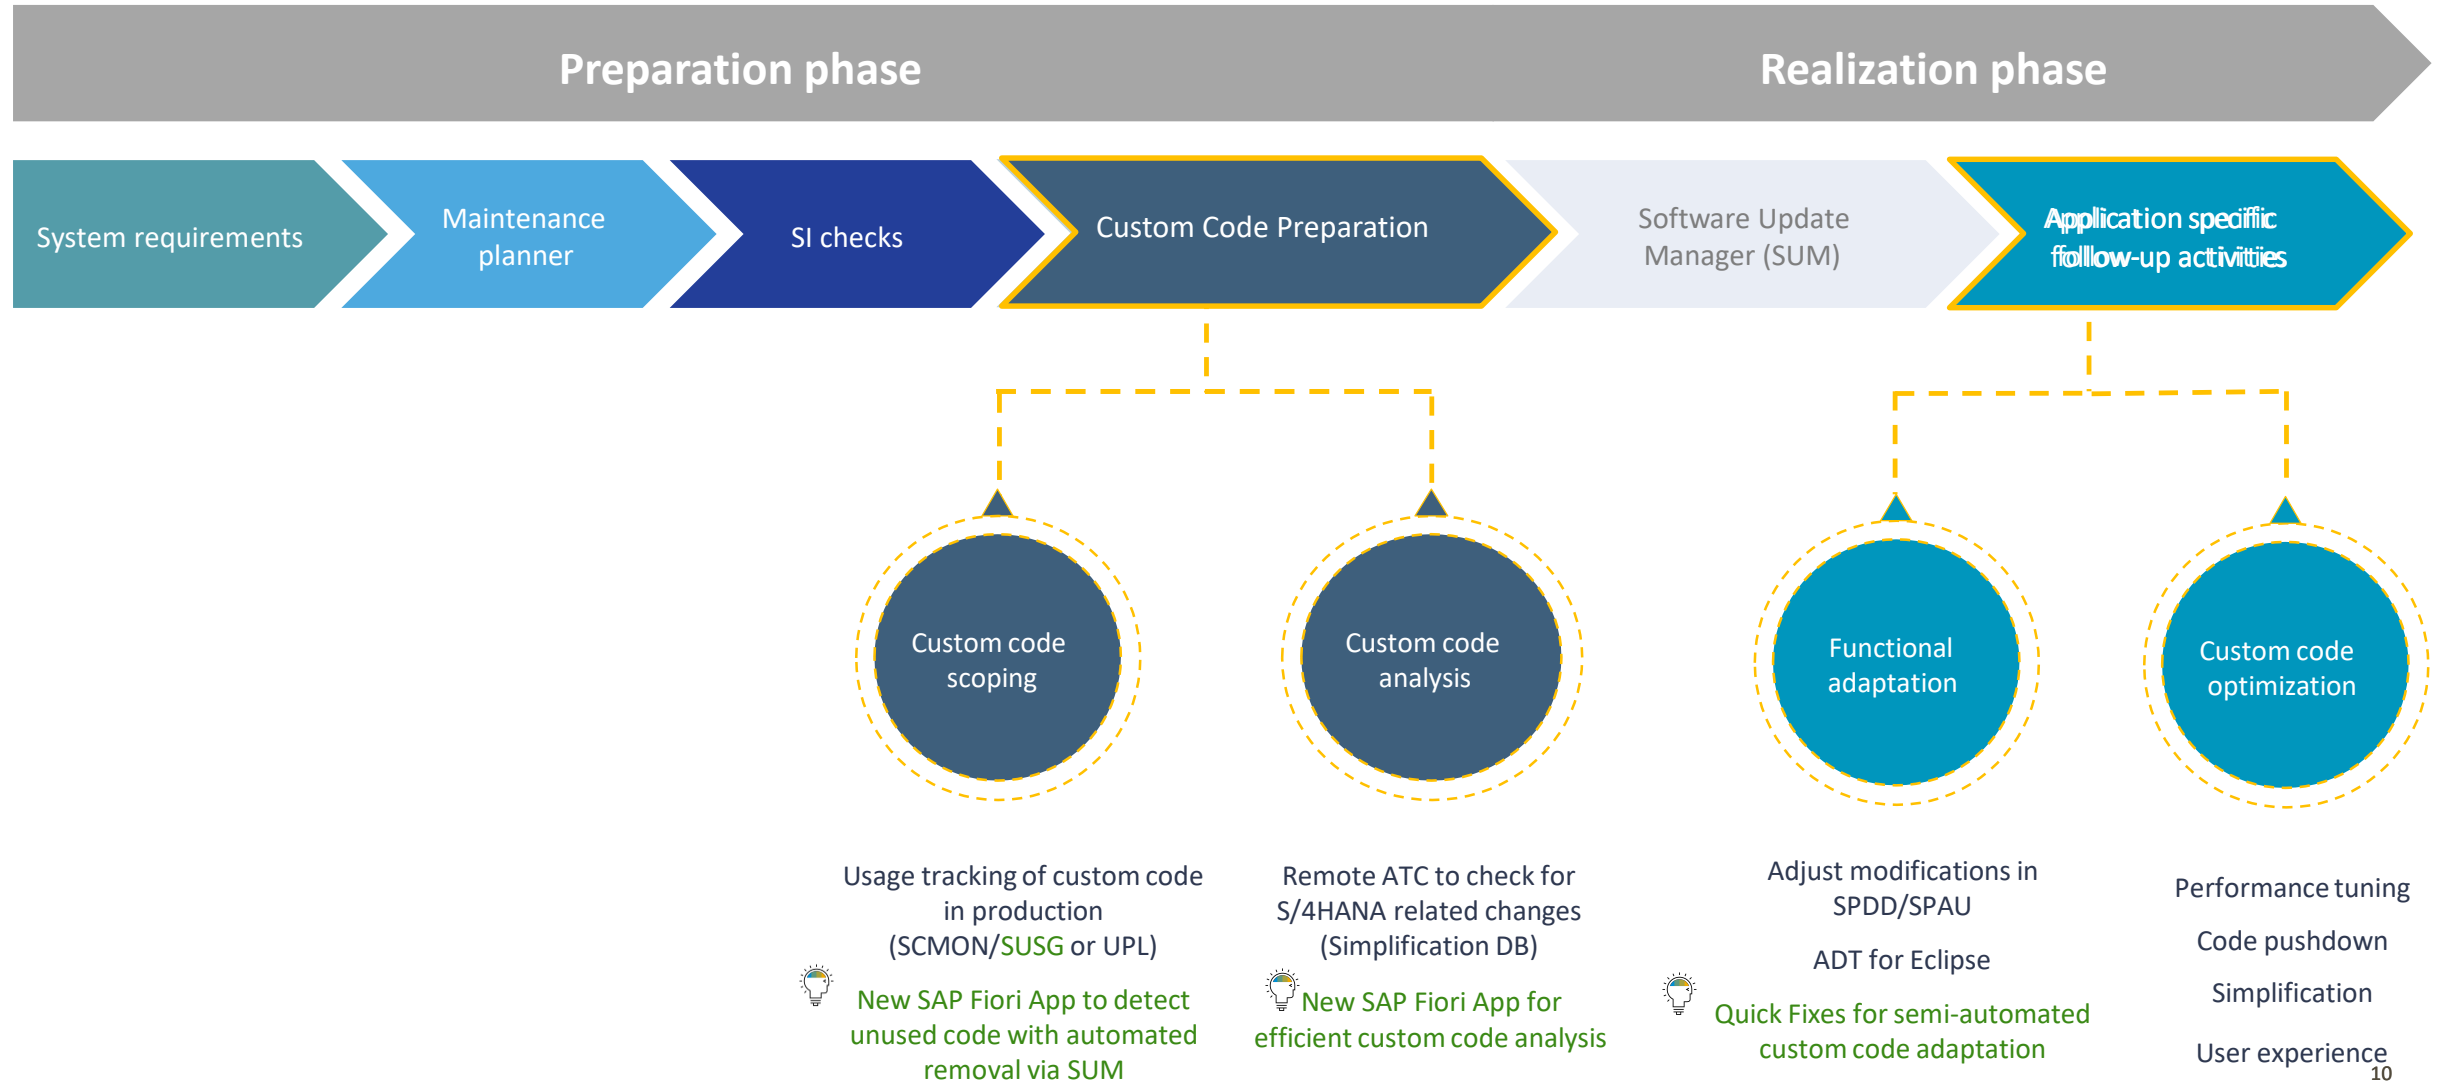 Preparation phase
Realization phase
System requirements
Maintenance
planner
SI checks
Custom Code Preparation
Software Update
Manager (SUM)
Application specific
follow-up activities
Custom code
scoping
Custom code
analysis
Functional
adaptation
Custom code
optimization
Usage tracking of custom code
in production
(SCMON/SUSG or UPL)
New SAP Fiori App to detect
unused code with automated
removal via SUM
Remote ATC to check for
S/4HANA related changes
(Simplification DB)
New SAP Fiori App for
efficient custom code analysis
Adjust modifications in
SPDD/SPAU
ADT for Eclipse
Quick Fixes for semi-automated
custom code adaptation
Performance tuning
Code pushdown
Simplification
User experience
10